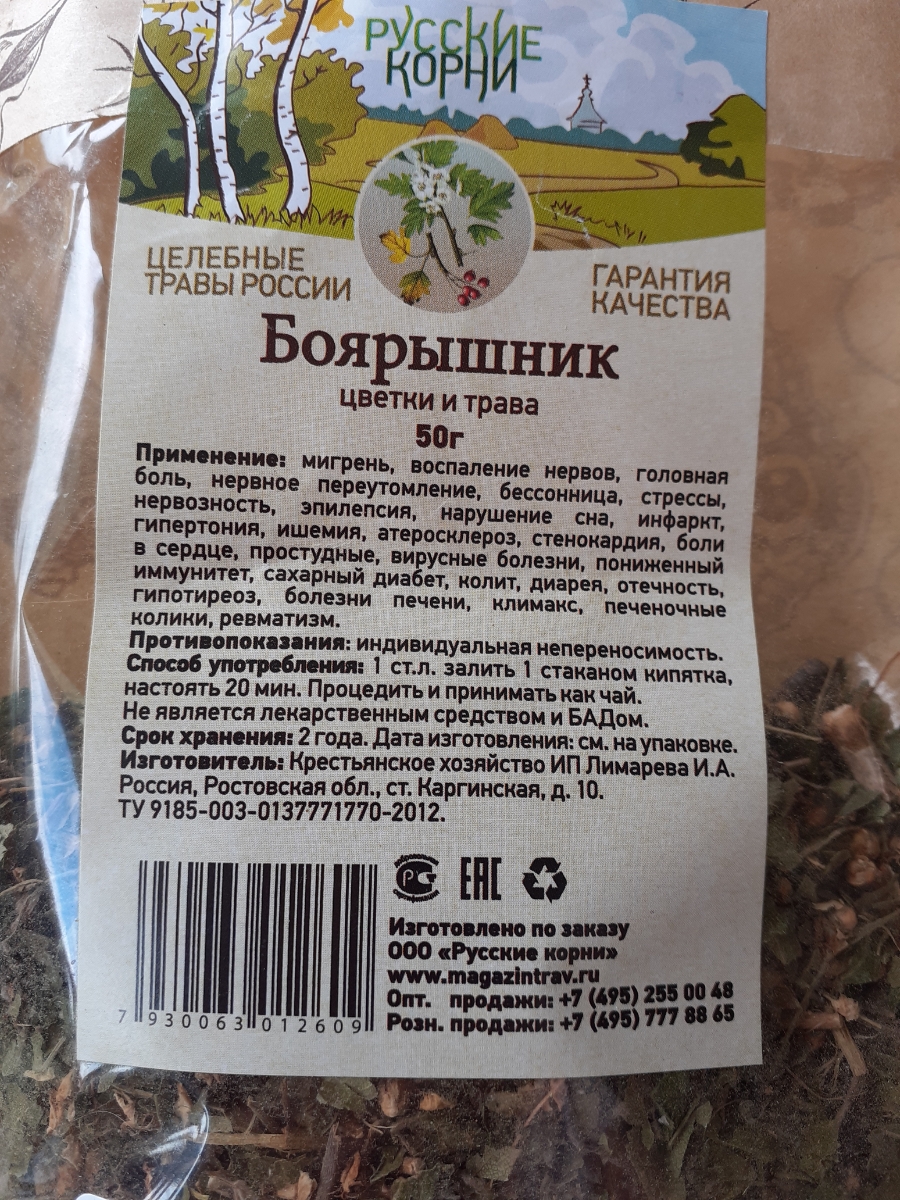 РУССКИЕ
КОРНИ
ЦЕЛЕБНЫЕ
ТРАВЫ РОССИИ
ГАРАНТИЯ
КАЧЕСТВА
Боярышник
цветки и трава
50г
Применение: мигрень, воспаление нервов, головная
боль, нервное переутомление, бессонница, стрессы,
нервозность, эпилепсия, нарушение сна, инфаркт,
гипертония, ишемия, атеросклероз, стенокардия, боли
в сердце, простудные, вирусные болезни, пониженный
иммунитет, сахарный диабет, колит, диарея, отечность,
гипотиреоз, болезни печени, климакс, печеночные
колики, ревматизм.
Противопоказания: индивидуальная непереносимость.
Способ употребления: 1 ст.л. залить 1 стаканом кипятка,
настоять 20 мин. Процедить и принимать как чай.
Не является лекарственным средством и БАДом.
Срок хранения: 2 года. Дата изготовления: см. на упаковке.
Изготовитель: Крестьянское хозяйство ИП Лимарева И.А.
Россия, Ростовская обл., ст. Каргинская, д. 10.
ТУ 9185-003-0137771770-2012.
РСТ EAC
Изготовлено по заказу
ООО «Русские корни»
www.magazintrav.ru
Опт. продажи: +7 (495) 255 00 48
Розн. продажи: +7 (495) 777 88 65
7 930063 012609